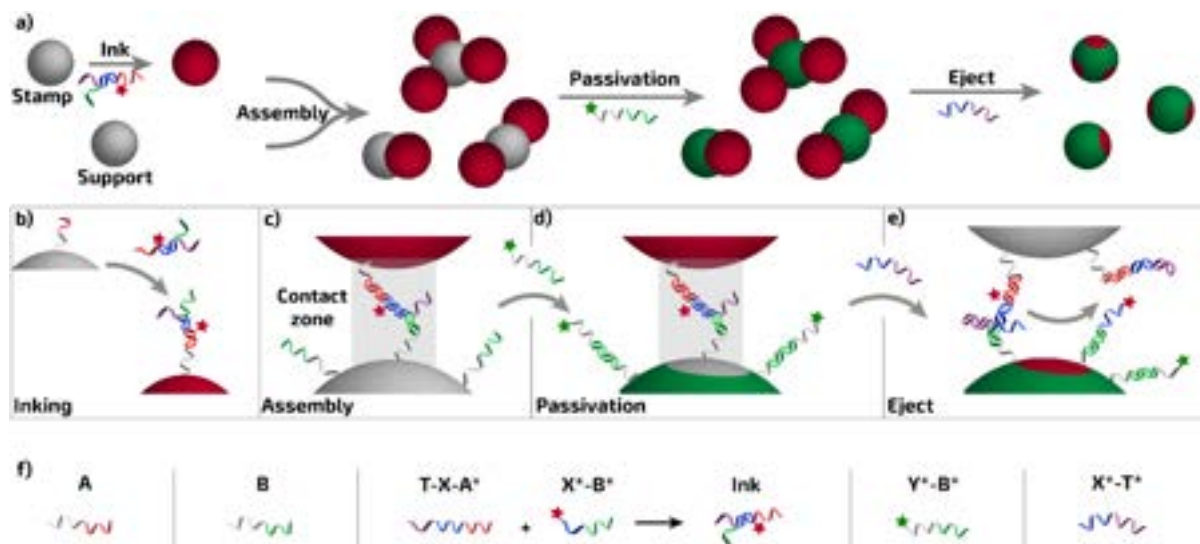 a)
Ink
Stamp
Support
Assembly
Passivation
Eject
b)
Inking
c)
Contact
zone
Assembly
d)
Passivation
e)
Eject
f)
A
B
T-X-A*
+
X*-B*
Ink
Y*-B*
X*-T*